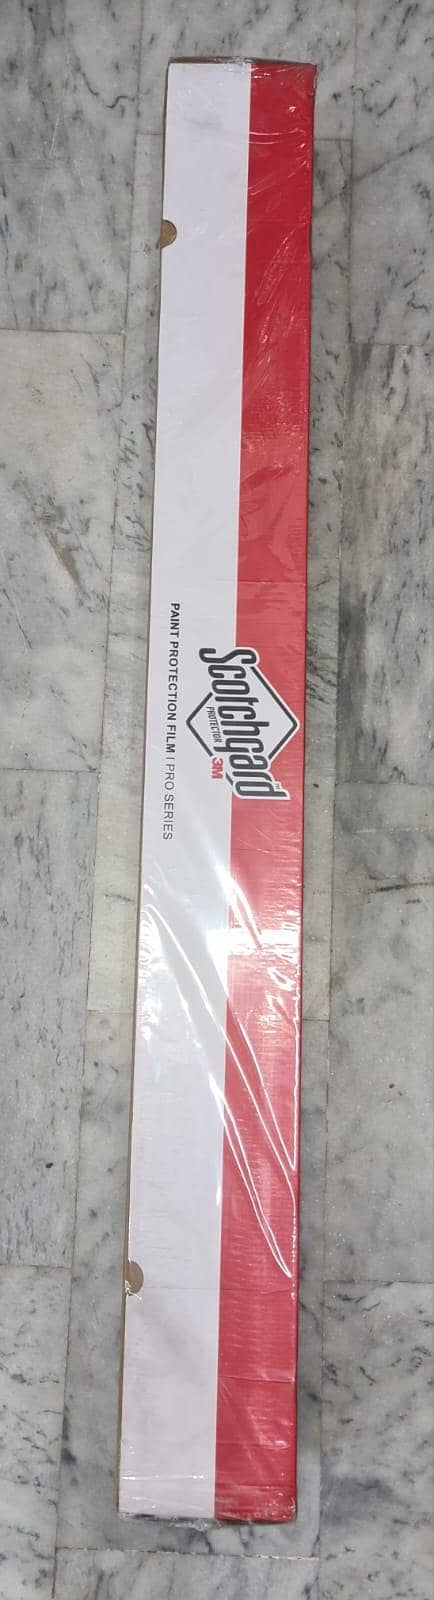 Scotchgard
PROTECTOR 3M
PAINT PROTECTION FILM | PRO SERIES